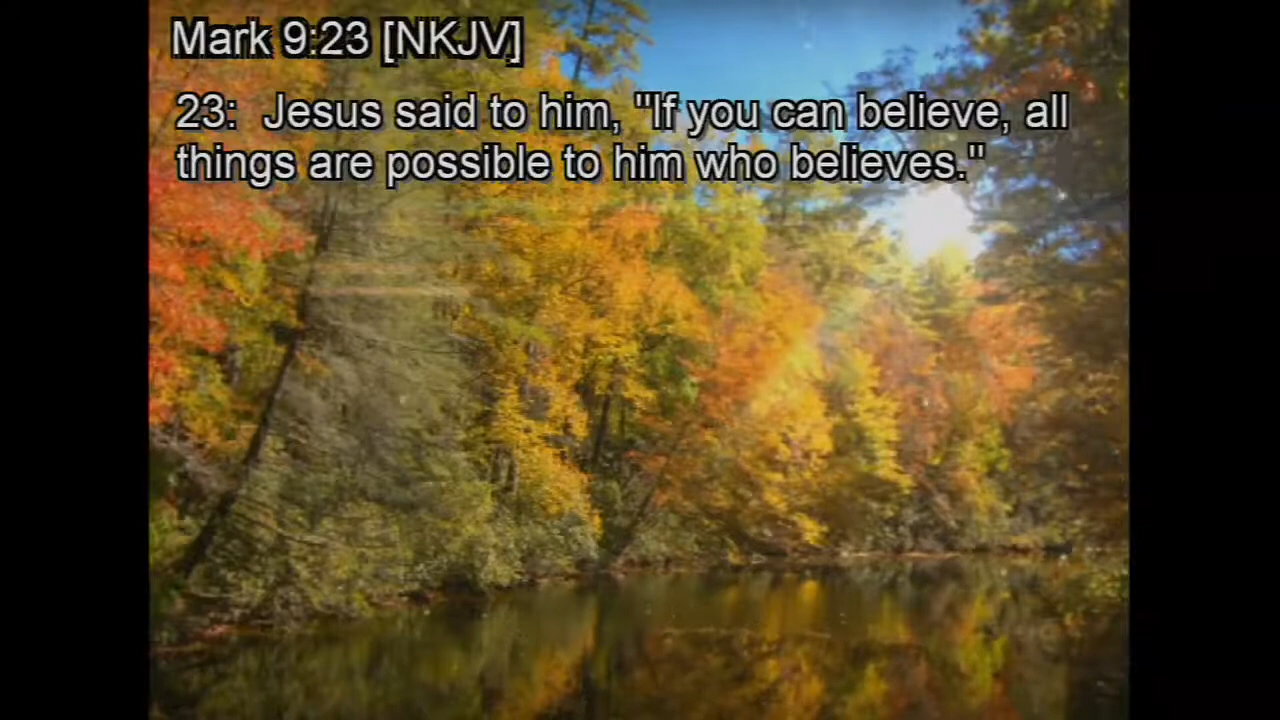 Mark 9:23 [NKJV]
23:  Jesus said to him, "If you can believe, all
things are possible to him who believes."